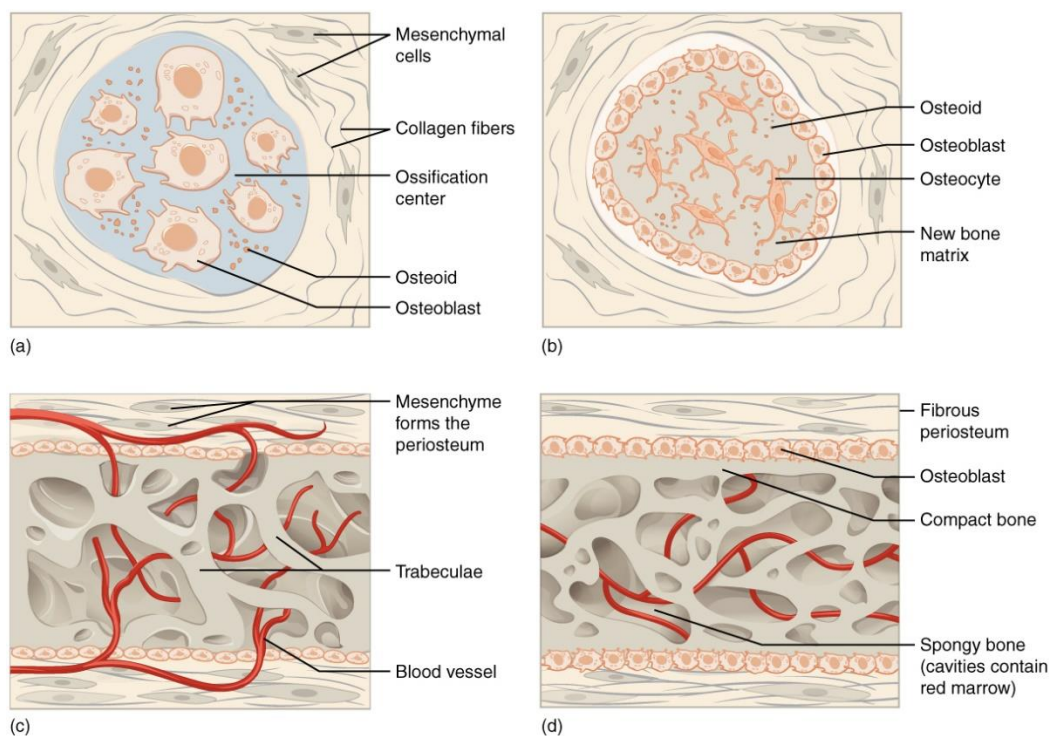 Mesenchymal
cells
Collagen fibers
Ossification
center
Osteoid
Osteoblast
(a)
Osteoid
Osteoblast
Osteocyte
New bone
matrix
(b)
Mesenchyme
forms the
periosteum
Trabeculae
Blood vessel
(c)
Fibrous
periosteum
Osteoblast
Compact bone
Spongy bone
(cavities contain
red marrow)
(d)